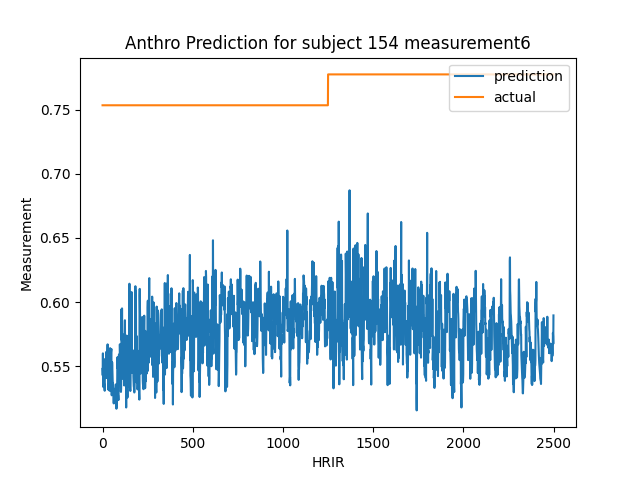 Anthro Prediction for subject 154 measurement6
prediction
actual
Measurement
0.75
0.70
0.65
0.60
0.55
0
500
1000
1500
2000
2500
HRIR